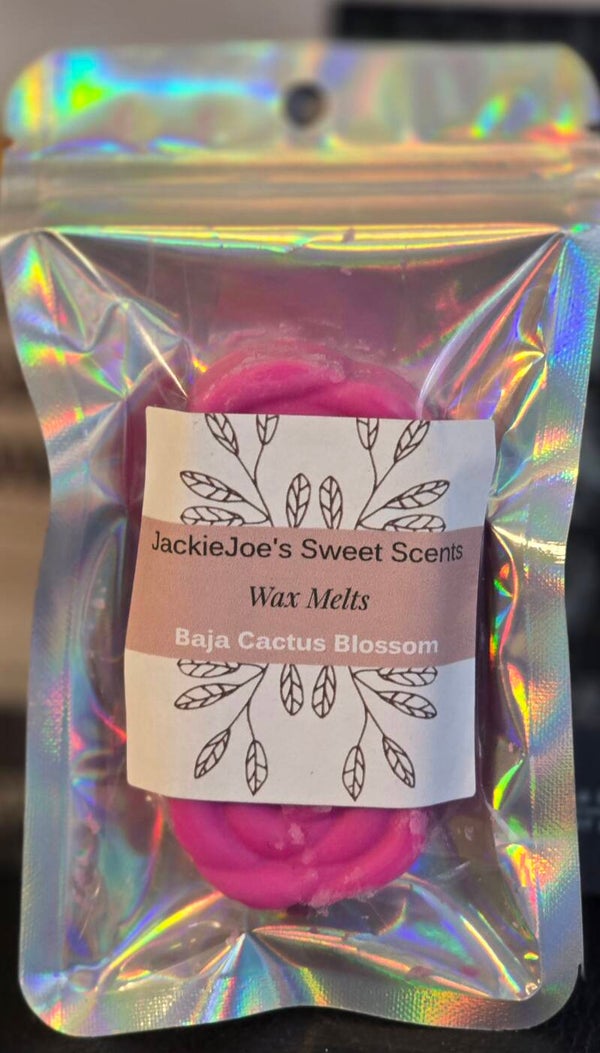 JackieJoe's Sweet Scents
Wax Melts
Baja Cactus Blossom